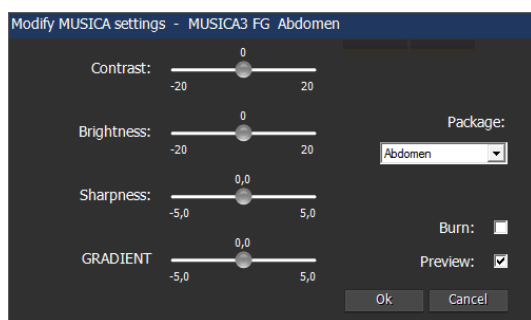 Modify MUSICA settings - MUSICA3 FG Abdomen
0
Contrast:
-20 20
0
Brightness:
-20 20
Package:
Abdomen
0,0
Sharpness:
-5,0 5,0
Burn:
0,0
GRADIENT
Preview:
-5,0 5,0
Ok Cancel